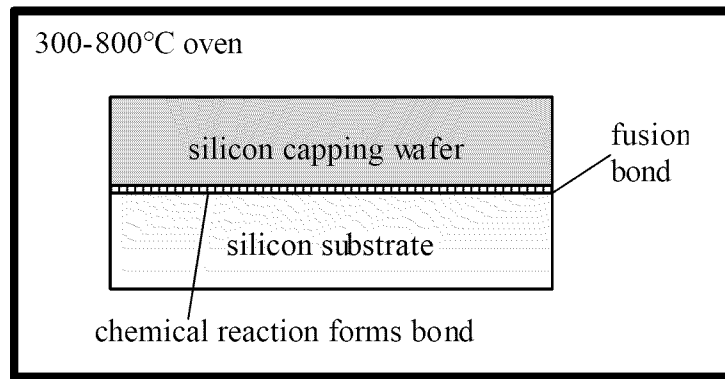 300-800°C oven
silicon capping wafer
fusion
bond
silicon substrate
chemical reaction forms bond